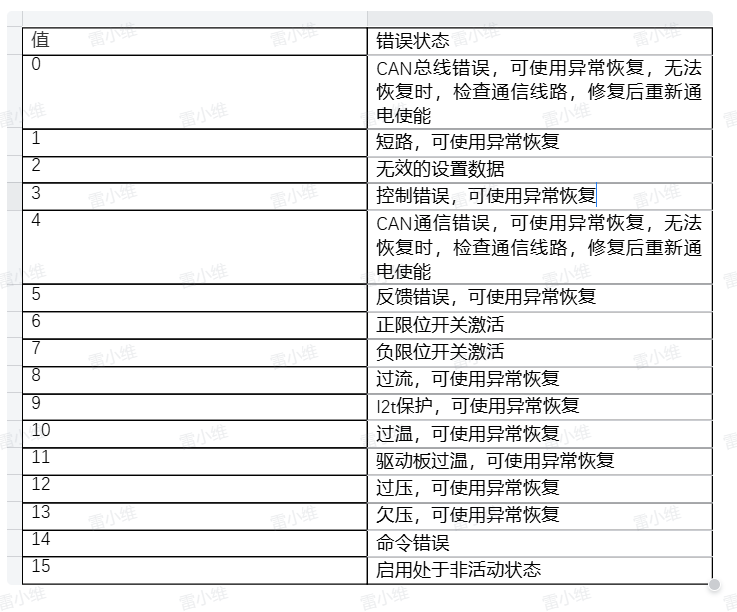 值 错误状态
0 CAN总线错误，可使用异常恢复，无法
恢复时，检查通信线路，修复后重新通
电使能
1 短路，可使用异常恢复
2 无效的设置数据
3 控制错误，可使用异常恢复
4 CAN通信错误，可使用异常恢复，无法
恢复时，检查通信线路，修复后重新通
电使能
5 反馈错误，可使用异常恢复
6 正限位开关激活
7 负限位开关激活
8 过流，可使用异常恢复
9 I2t保护，可使用异常恢复
10 过温，可使用异常恢复
11 驱动板过温，可使用异常恢复
12 过压，可使用异常恢复
13 欠压，可使用异常恢复
14 命令错误
15 启用处于非活动状态
雷小维